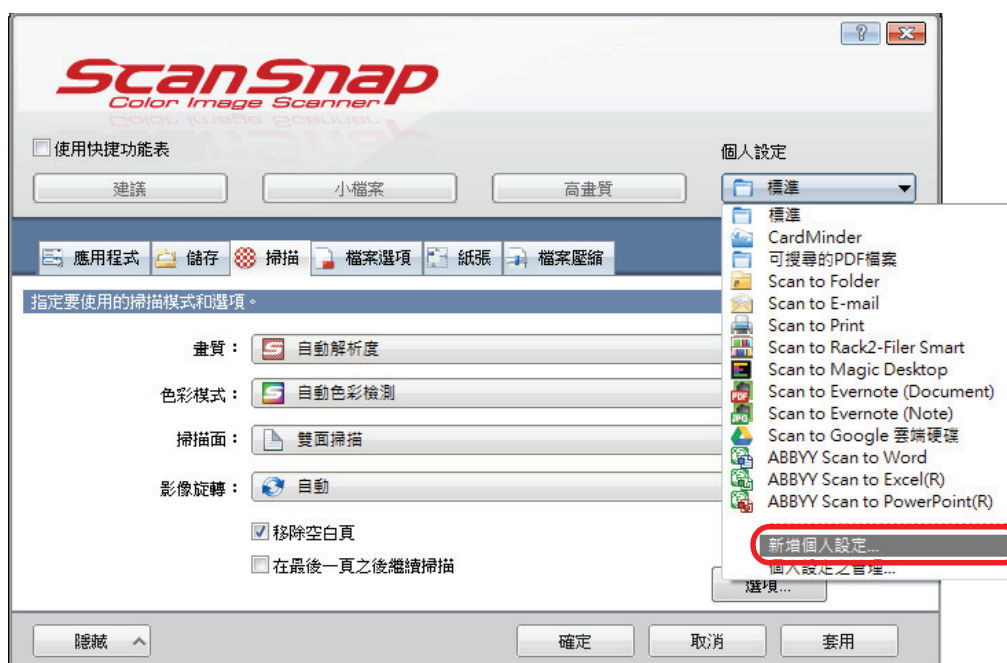 ScanSnap
Color Image Scanner
使用快捷功能表
個人設定
建議
小檔案
高畫質
標準
標準
CardMinder
可搜尋的PDF檔案
Scan to Folder
Scan to E-mail
Scan to Print
Scan to Rack2-Filer Smart
Scan to Magic Desktop
Scan to Evernote (Document)
Scan to Evernote (Note)
Scan to Google 雲端硬碟
ABBYY Scan to Word
ABBYY Scan to Excel(R)
ABBYY Scan to PowerPoint(R)
新增個人設定...
個人設定之管理...
應用程式 儲存 掃描 檔案選項 紙張 檔案壓縮
指定要使用的掃描模式和選項。
畫質： 自動解析度
色彩模式： 自動色彩檢測
掃描面： 雙面掃描
影像旋轉： 自動
移除空白頁
在最後一頁之後繼續掃描
選項...
隱藏
確定
取消
套用